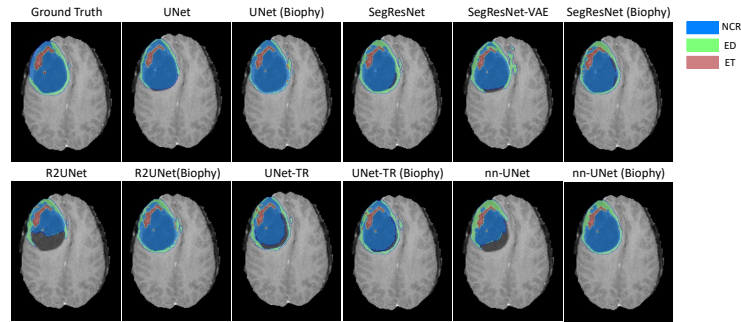 Ground Truth UNet UNet (Biophy) SegResNet SegResNet-VAE SegResNet (Biophy)
NCR
ED
ET
R2UNet R2UNet(Biophy) UNet-TR UNet-TR (Biophy) nn-UNet nn-UNet (Biophy)